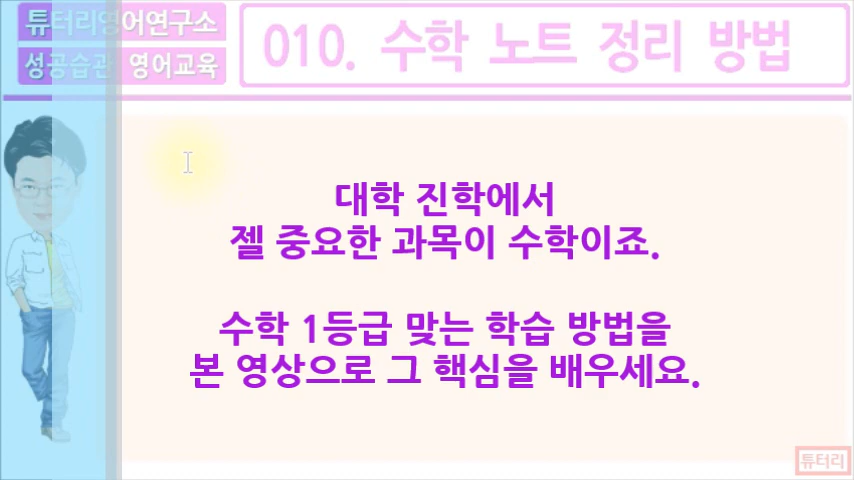 튜터리영어연구소
성공습관 영어교육
010. 수학 노트 정리 방법
대학 진학에서
젤 중요한 과목이 수학이죠.
수학 1등급 맞는 학습 방법을
본 영상으로 그 핵심을 배우세요.
튜터리